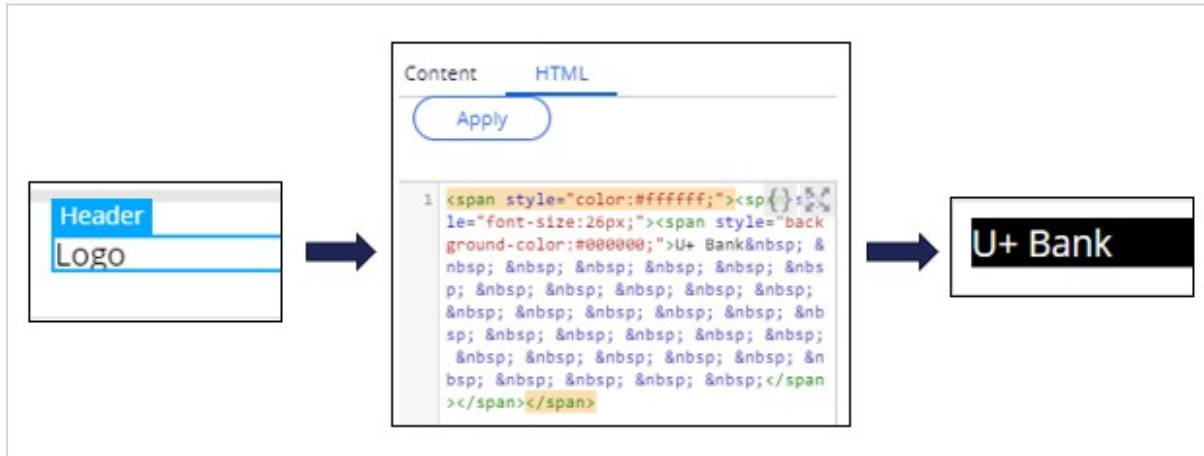 Header
Logo
Content HTML
Apply
1 <span style="color:#ffffff;"><sp{} s
le="font-size:26px;"><span style="back
ground-color:#000000;">U+ Bank&nbsp; &
nbsp; &nbsp; &nbsp; &nbsp; &nbsp; &nbs
p; &nbsp; &nbsp; &nbsp; &nbsp; &nbsp;
&nbsp; &nbsp; &nbsp; &nbsp; &nbsp; &nb
sp; &nbsp; &nbsp; &nbsp; &nbsp; &nbsp;
&nbsp; &nbsp; &nbsp; &nbsp; &nbsp; &n
bsp; &nbsp; &nbsp; &nbsp; &nbsp;</span
></span></span>
U+ Bank